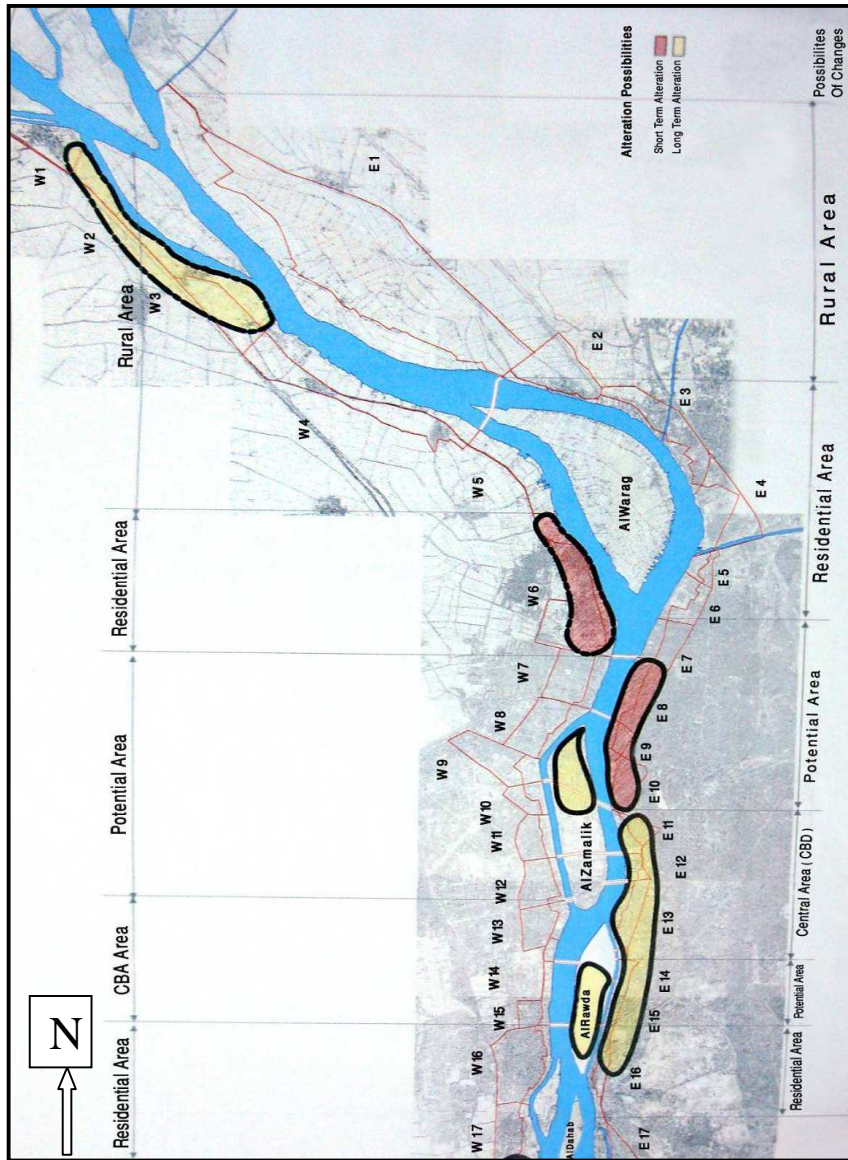 Possibilites
Of Changes
Alteration Possibilities
Short Term Alteration
Long Term Alteration
Rural Area
Residential Area
Potential Area
Central Area ( CBD )
Potential Area
Residential Area
Rural Area
Residential Area
Potential Area
CBA Area
Residential Area
W1
W2
W3
W4
W5
W6
W7
W8
W9
W10
W11
W12
W13
W14
W15
W16
W17
E1
E2
E3
E4
E5
E6
E7
E8
E9
E10
E11
E12
E13
E14
E15
E16
E17
AlWarag
AlZamalik
AlRawda
AlDahab
N